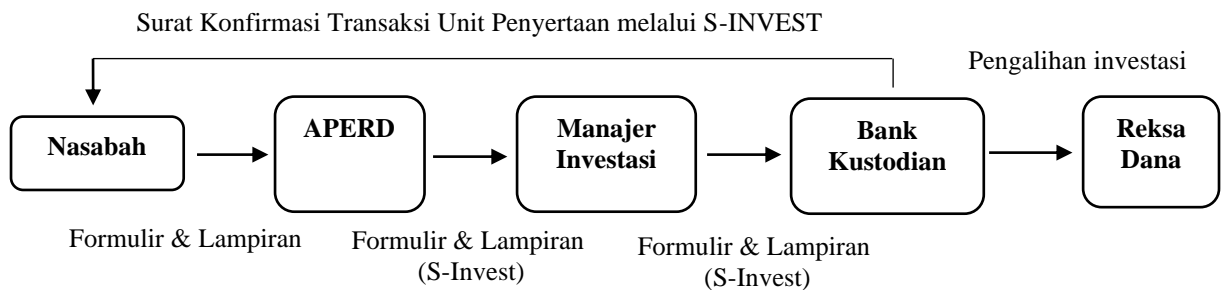 Surat Konfirmasi Transaksi Unit Penyertaan melalui S-INVEST
Pengalihan investasi
Nasabah
APERD
Manajer
Investasi
Bank
Kustodian
Reksa
Dana
Formulir & Lampiran
Formulir & Lampiran
(S-Invest)
Formulir & Lampiran
(S-Invest)